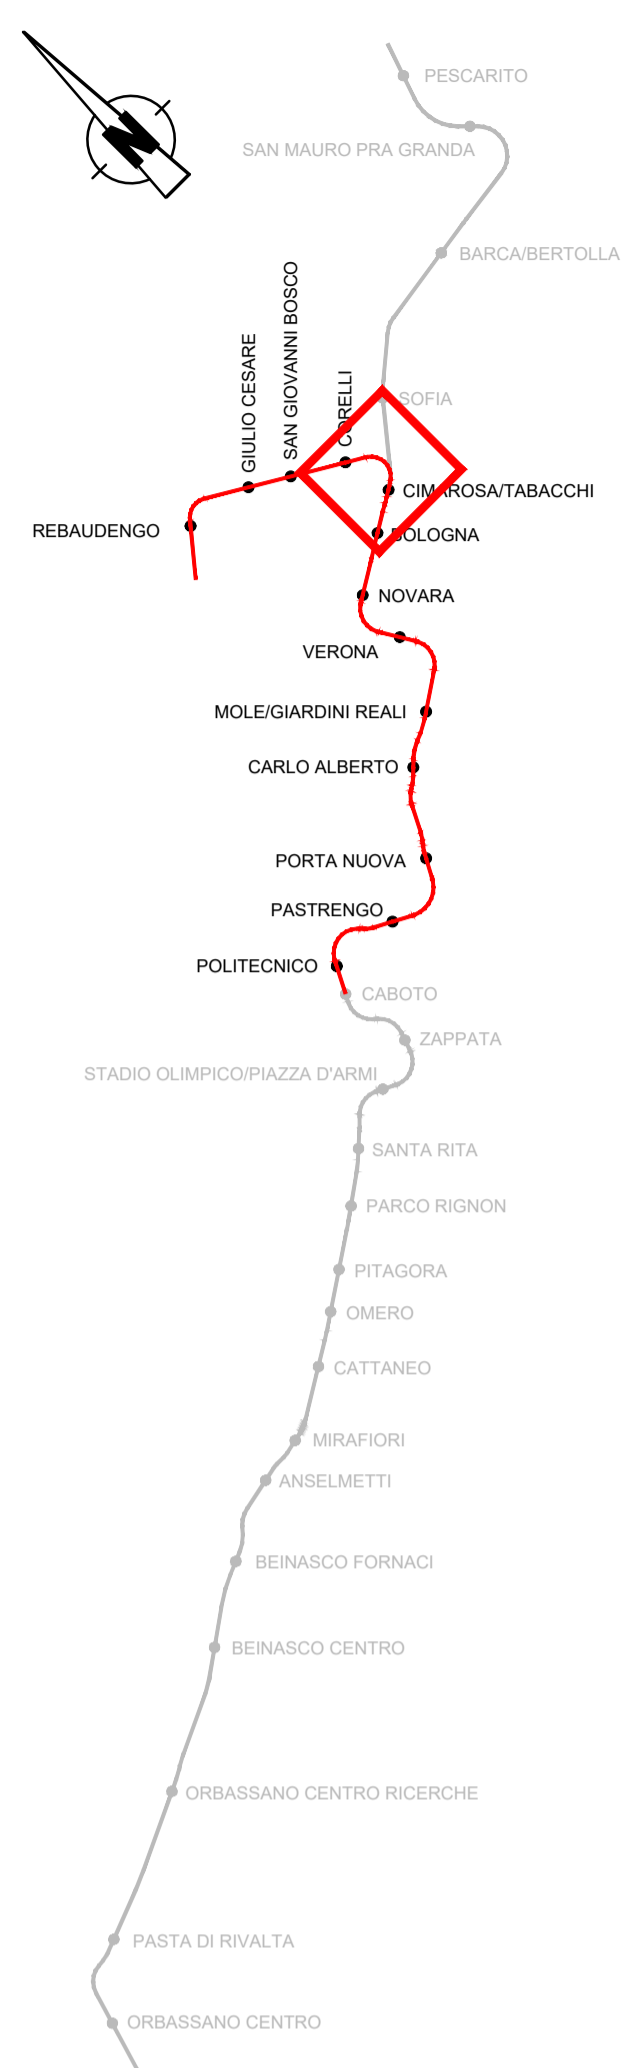 N
PESCARITO
SAN MAURO PRA GRANDA
BARCA/BERTOLLA
GIULIO CESARE
SAN GIOVANNI BOSCO
CORELLI
SOFIA
CIMAROSA/TABACCHI
REBAUDENGO
BOLOGNA
NOVARA
VERONA
MOLE/GIARDINI REALI
CARLO ALBERTO
PORTA NUOVA
PASTRENGO
POLITECNICO
CABOTO
ZAPPATA
STADIO OLIMPICO/PIAZZA D'ARMI
SANTA RITA
PARCO RIGNON
PITAGORA
OMERO
CATTANEO
MIRAFIORI
ANSELMETTI
BEINASCO FORNACI
BEINASCO CENTRO
ORBASSANO CENTRO RICERCHE
PASTA DI RIVALTA
ORBASSANO CENTRO